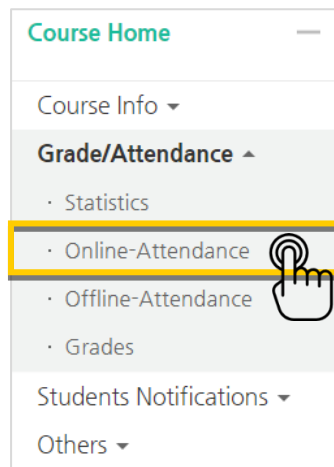 Course Home
Course Info
Grade/Attendance
· Statistics
· Online-Attendance
· Offline-Attendance
· Grades
Students Notifications
Others